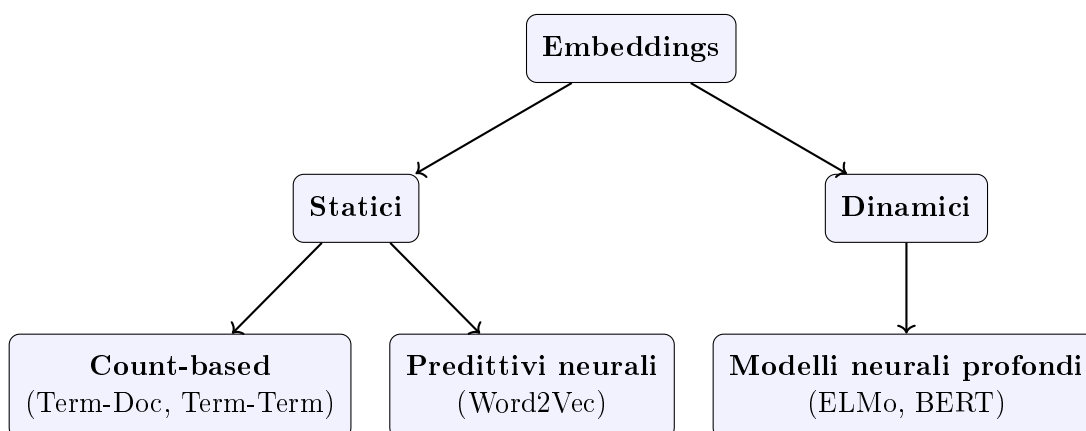 Embeddings
Statici
Dinamici
Count-based
(Term-Doc, Term-Term)
Predittivi neurali
(Word2Vec)
Modelli neurali profondi
(ELMo, BERT)